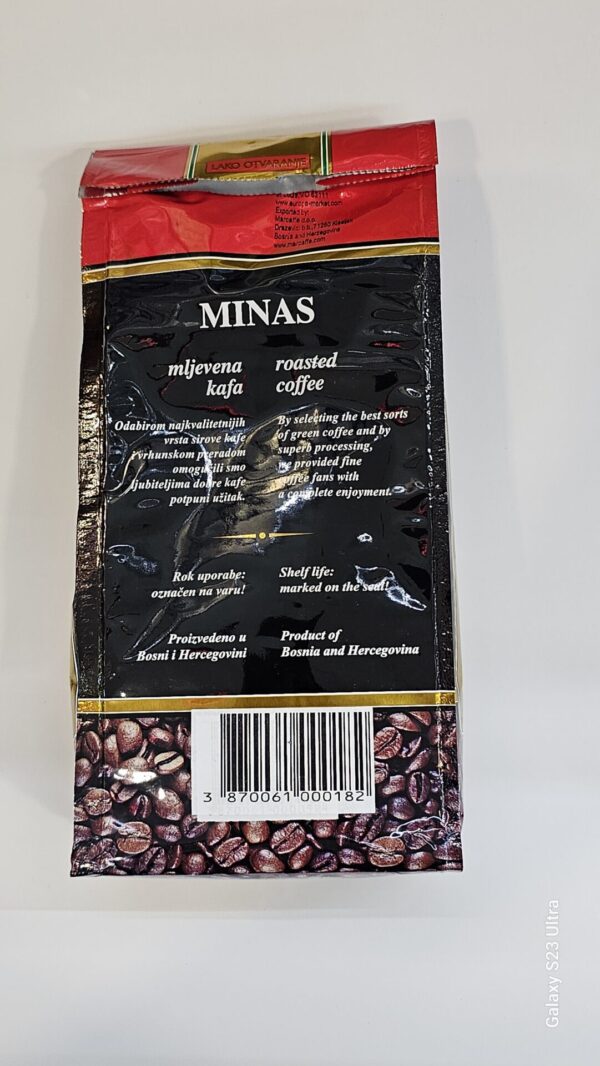 LAKO OTVARANJE
www.europa-market.com
Exported by:
Marcaffe d.o.o.
Bosnia and Herzegovina
www.marcaffe.com
MINAS
mljevena
kafa
roasted
coffee
Odabirom najkvalitetnijih
vrsta sirove kafe
i vrhunskom preradom
omogućili smo
ljubiteljima dobre kafe
potpuni užitak.
By selecting the best sorts
of green coffee and by
superb processing,
we provided fine
coffee fans with
a complete enjoyment.
Rok uporabe:
označen na varu!
Shelf life:
marked on the seal!
Proizvedeno u
Bosni i Hercegovini
Product of
Bosnia and Hercegovina
3 870061 000182
Galaxy S23 Ultra